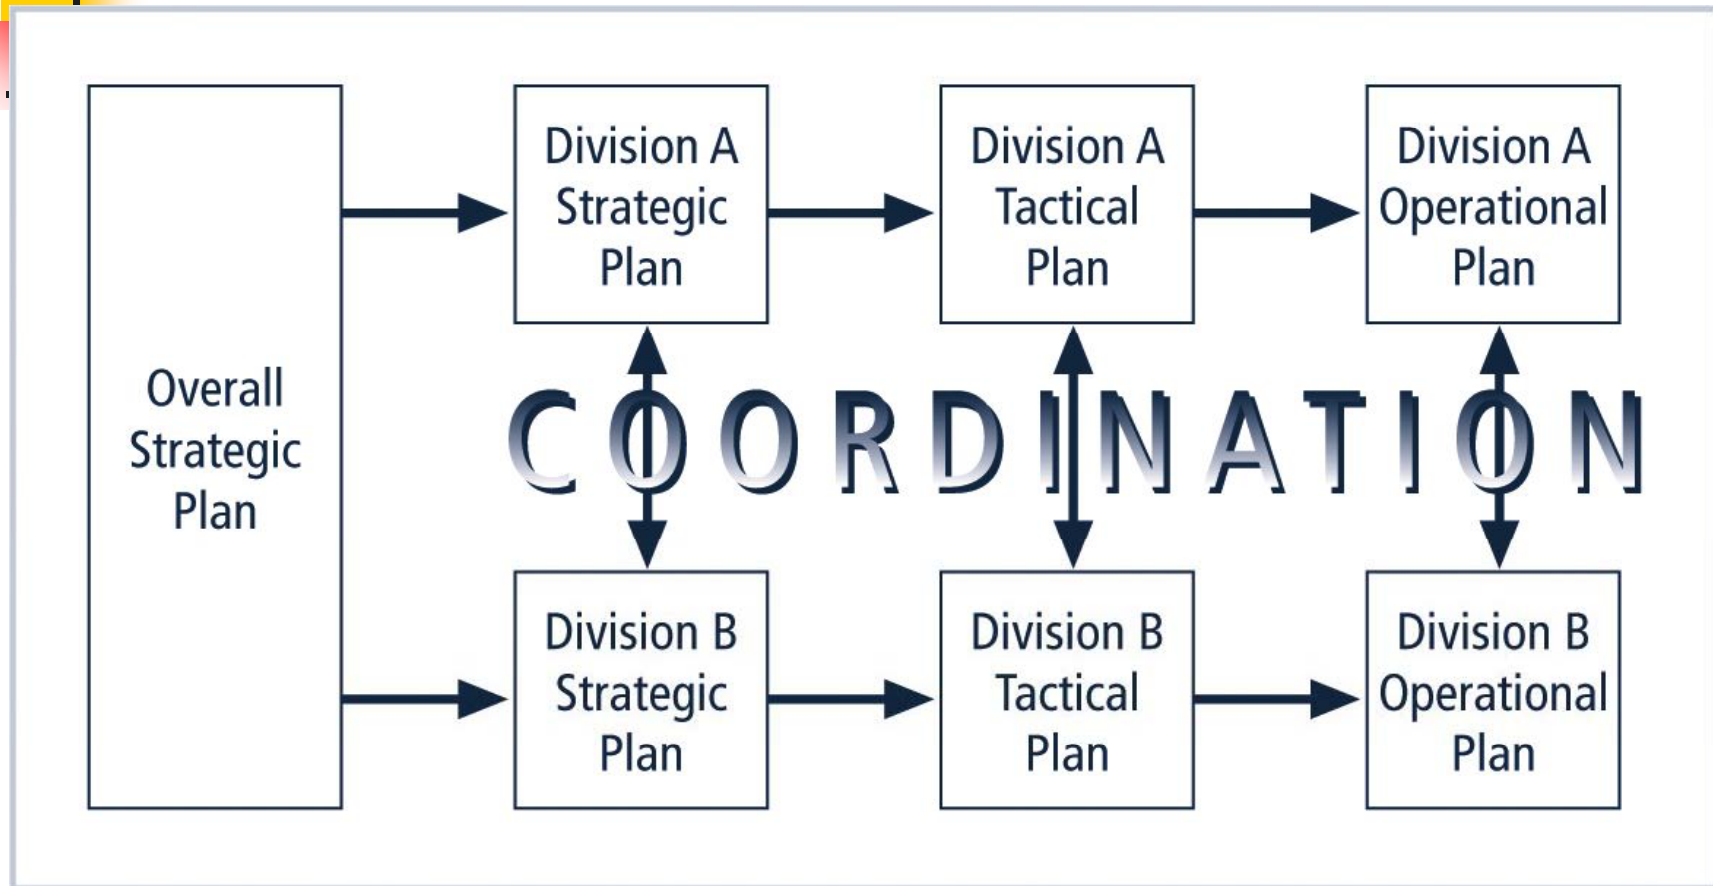 Overall
Strategic
Plan
Division A
Strategic
Plan
Division A
Tactical
Plan
Division A
Operational
Plan
COORDINATION
Division B
Strategic
Plan
Division B
Tactical
Plan
Division B
Operational
Plan